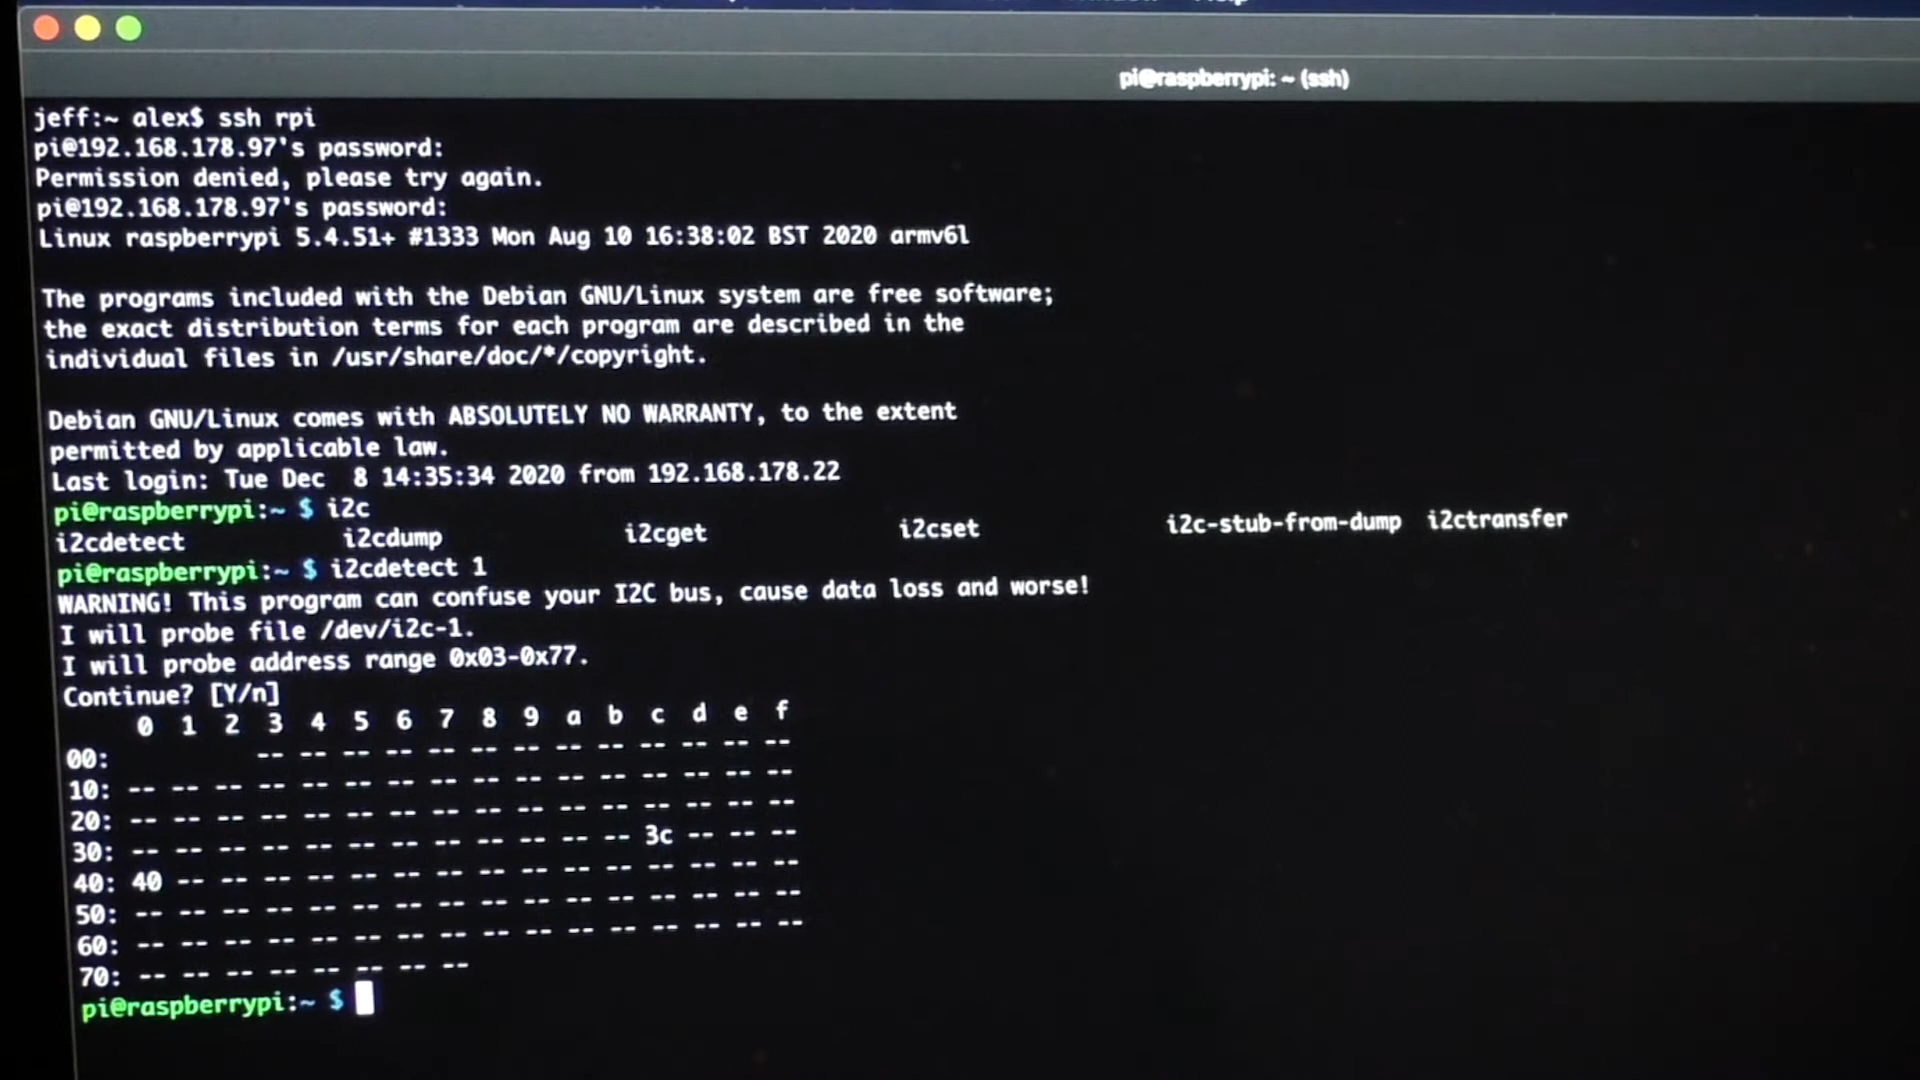 pi@raspberrypi: ~ (ssh)
jeff:~ alex$ ssh rpi
pi@192.168.178.97's password:
Permission denied, please try again.
pi@192.168.178.97's password:
Linux raspberrypi 5.4.51+ #1333 Mon Aug 10 16:38:02 BST 2020 armv6l
The programs included with the Debian GNU/Linux system are free software;
the exact distribution terms for each program are described in the
individual files in /usr/share/doc/*/copyright.
Debian GNU/Linux comes with ABSOLUTELY NO WARRANTY, to the extent
permitted by applicable law.
Last login: Tue Dec  8 14:35:34 2020 from 192.168.178.22
pi@raspberrypi:~ $ i2c
i2cdetect i2cdump i2cget i2cset i2c-stub-from-dump i2ctransfer
pi@raspberrypi:~ $ i2cdetect 1
WARNING! This program can confuse your I2C bus, cause data loss and worse!
I will probe file /dev/i2c-1.
I will probe address range 0x03-0x77.
Continue? [Y/n]
     0  1  2  3  4  5  6  7  8  9  a  b  c  d  e  f
00:          -- -- -- -- -- -- -- -- -- -- -- -- --
10: -- -- -- -- -- -- -- -- -- -- -- -- -- -- -- --
20: -- -- -- -- -- -- -- -- -- -- -- -- -- -- -- --
30: -- -- -- -- -- -- -- -- -- -- -- -- 3c -- -- --
40: 40 -- -- -- -- -- -- -- -- -- -- -- -- -- -- --
50: -- -- -- -- -- -- -- -- -- -- -- -- -- -- -- --
60: -- -- -- -- -- -- -- -- -- -- -- -- -- -- -- --
70: -- -- -- -- -- -- -- --
pi@raspberrypi:~ $